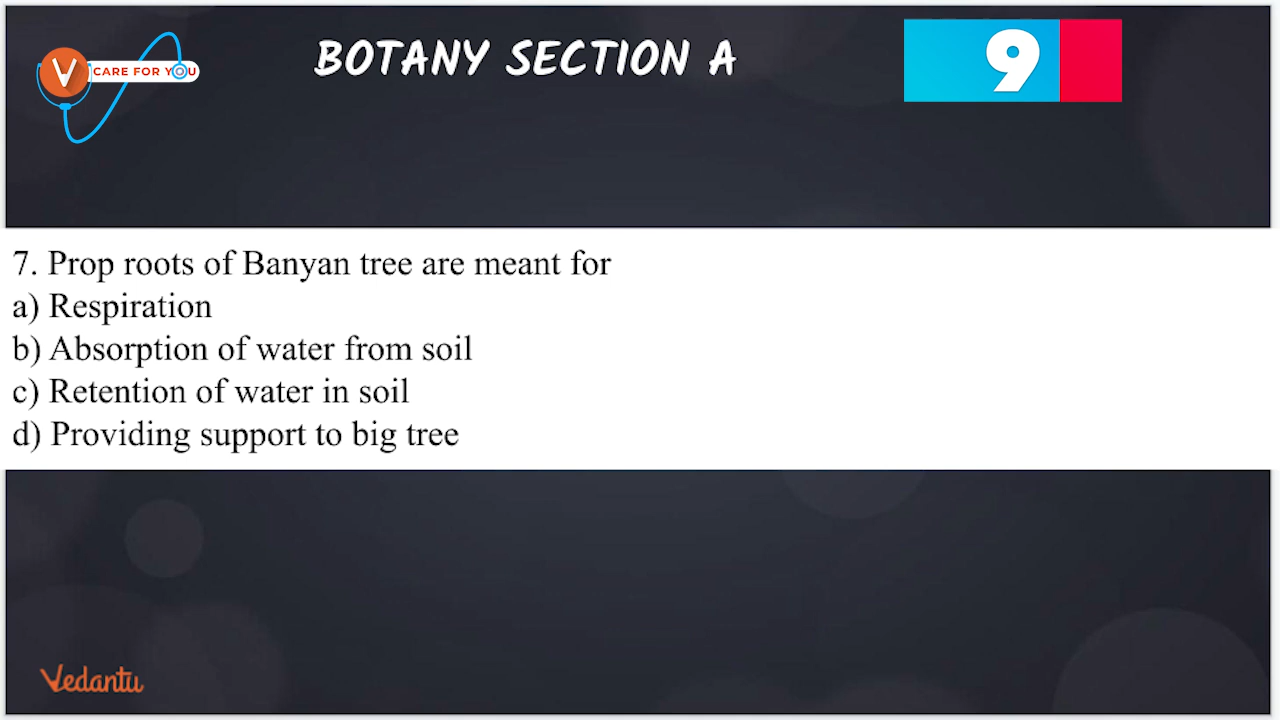 BOTANY SECTION A
9
V
CARE FOR YOU
7. Prop roots of Banyan tree are meant for
a) Respiration
b) Absorption of water from soil
c) Retention of water in soil
d) Providing support to big tree
Vedantu